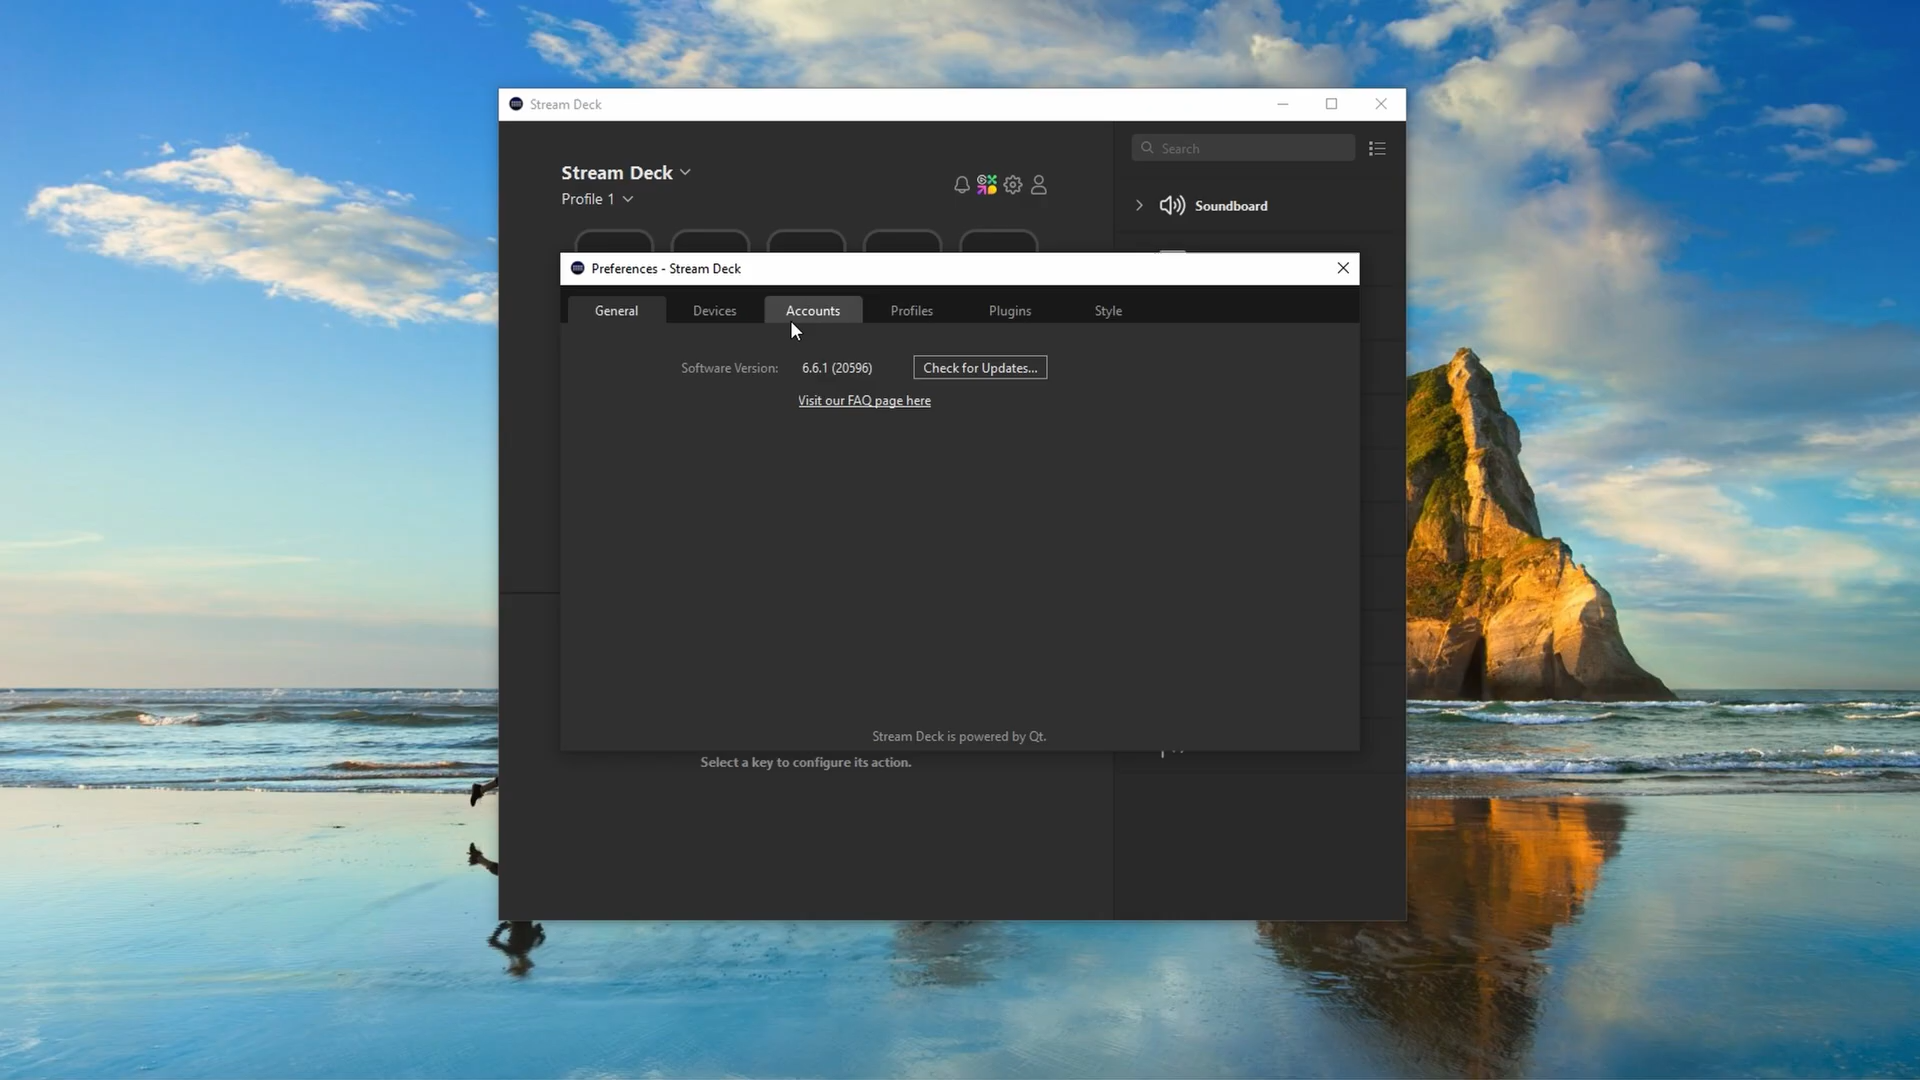 Stream Deck
Search
Stream Deck
Profile 1
Soundboard
Preferences - Stream Deck
General Devices Accounts Profiles Plugins Style
Software Version: 6.6.1 (20596) Check for Updates...
Visit our FAQ page here
Stream Deck is powered by Qt.
Select a key to configure its action.